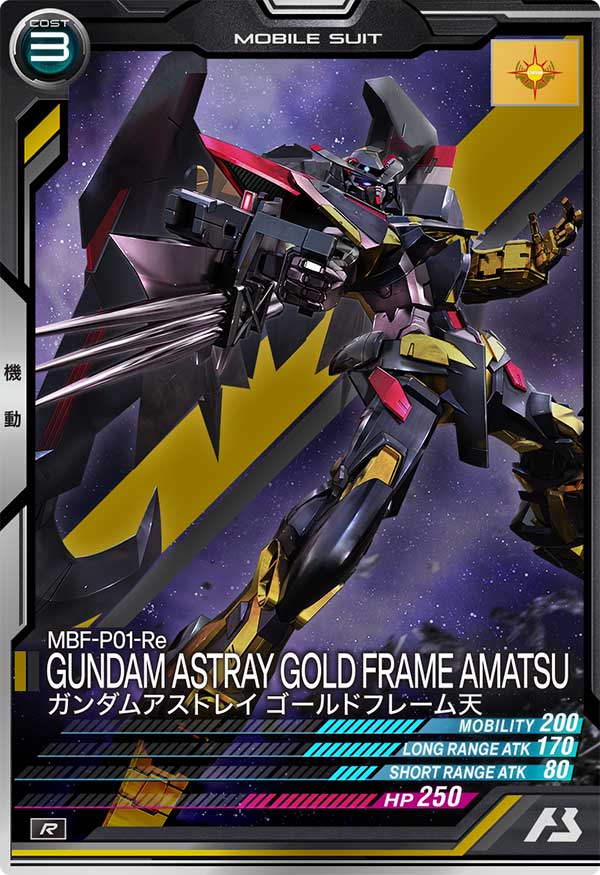 COST
3
MOBILE SUIT
機動
MBF-P01-Re
GUNDAM ASTRAY GOLD FRAME AMATSU
ガンダムアストレイ ゴールドフレーム天
MOBILITY 200
LONG RANGE ATK 170
SHORT RANGE ATK 80
HP 250
R